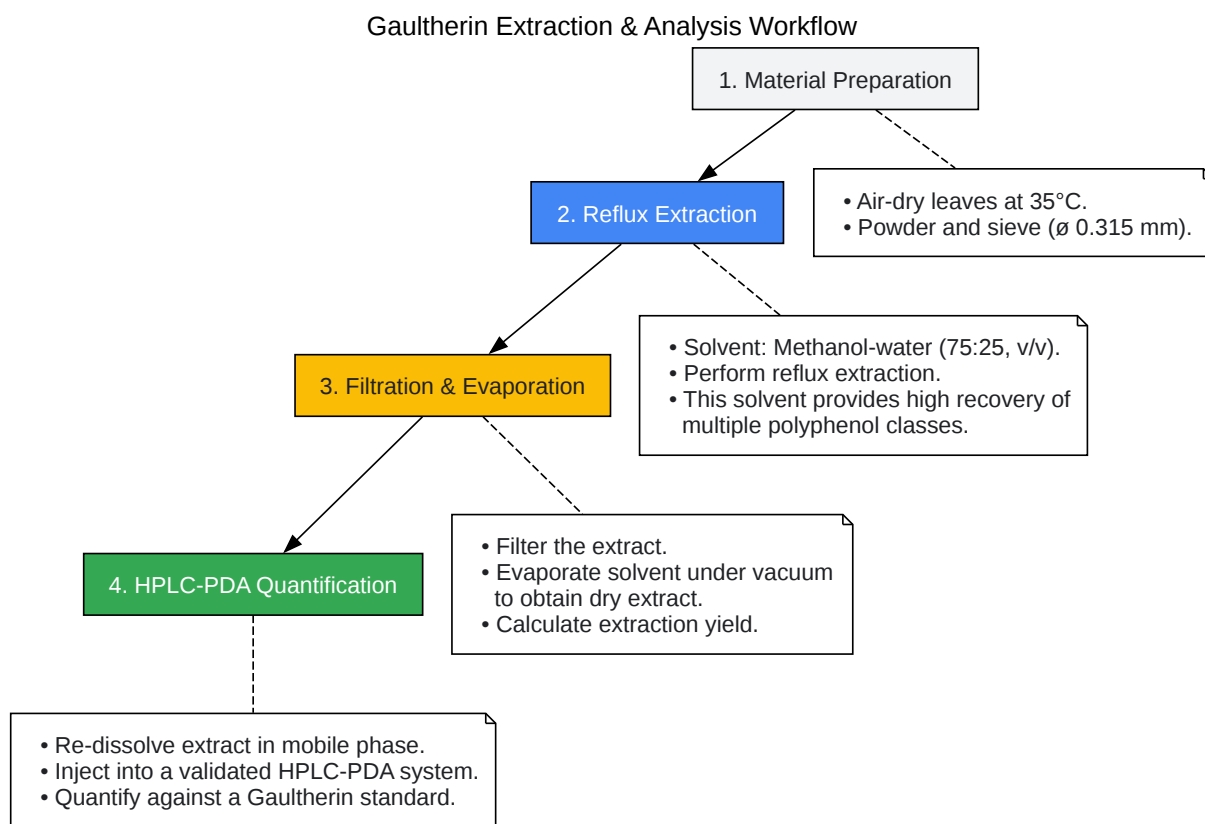 Gaultherin Extraction & Analysis Workflow
1. Material Preparation
• Air-dry leaves at 35°C.
• Powder and sieve (ø 0.315 mm).
2. Reflux Extraction
• Solvent: Methanol-water (75:25, v/v).
• Perform reflux extraction.
• This solvent provides high recovery of
multiple polyphenol classes.
3. Filtration & Evaporation
• Filter the extract.
• Evaporate solvent under vacuum
to obtain dry extract.
• Calculate extraction yield.
4. HPLC-PDA Quantification
• Re-dissolve extract in mobile phase.
• Inject into a validated HPLC-PDA system.
• Quantify against a Gaultherin standard.